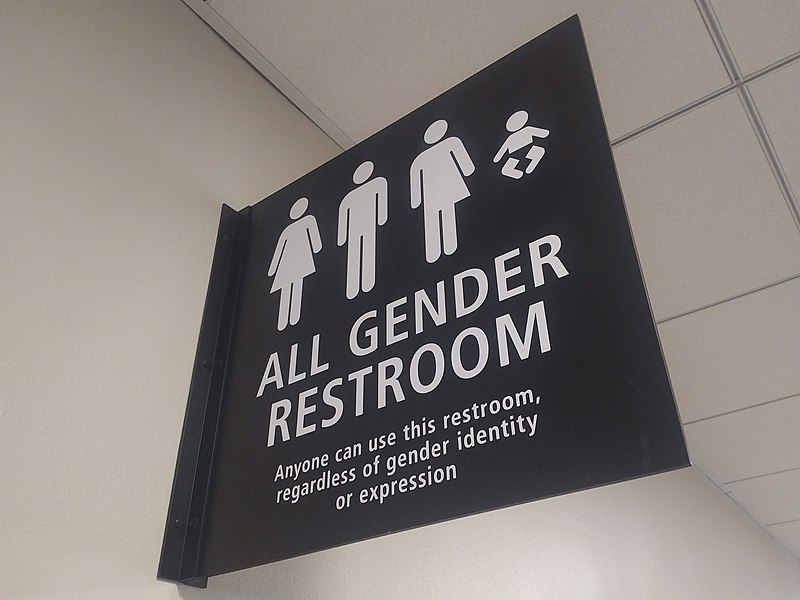 ALL GENDER
RESTROOM
Anyone can use this restroom,
regardless of gender identity
or expression